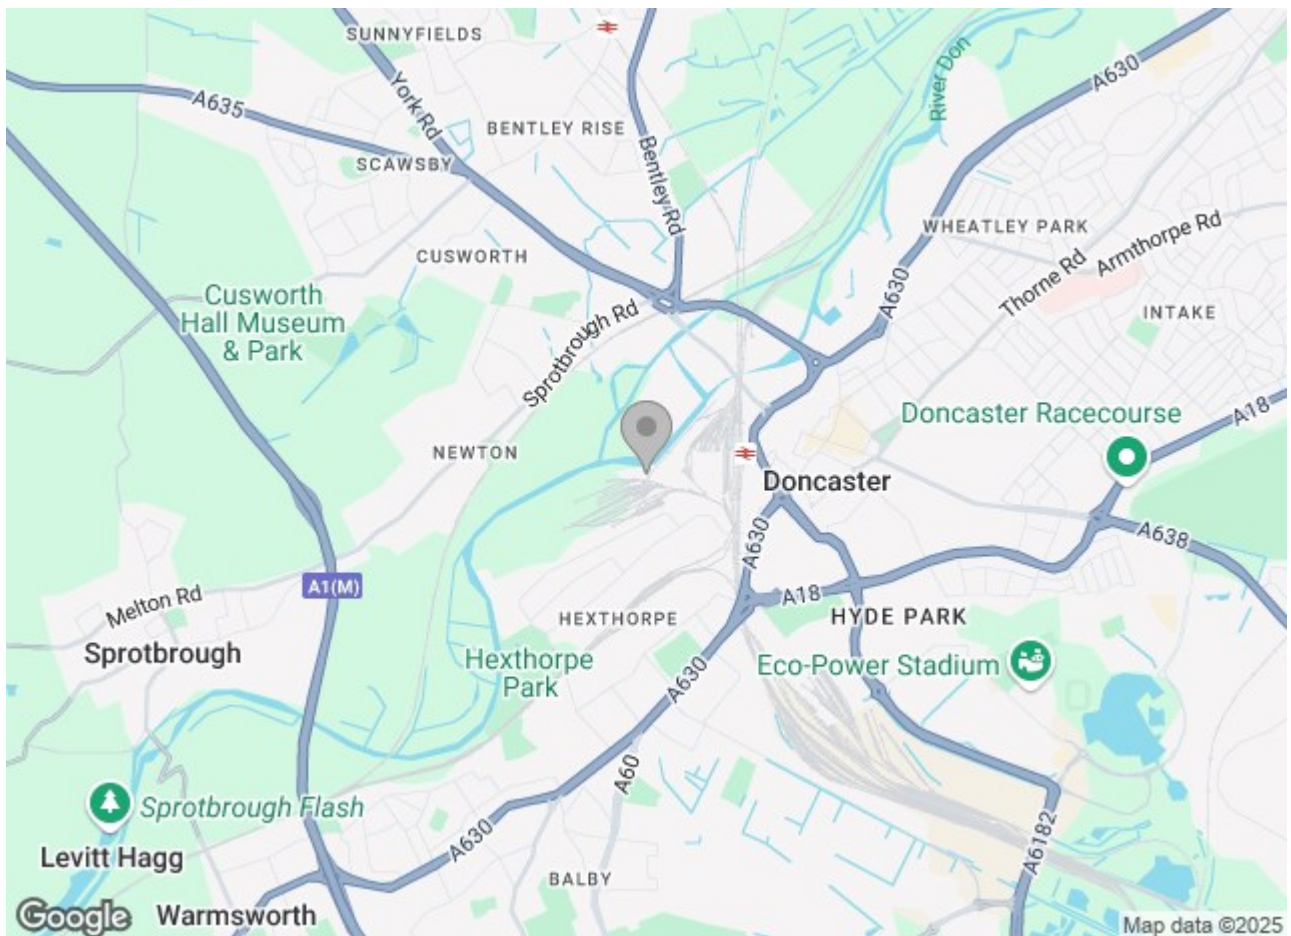 SUNNYFIELDS
A630
River Don
A635
York Rd
BENTLEY RISE
Bentley Rd
SCAWSBY
WHEATLEY PARK
Armthorpe Rd
CUSWORTH
Thorne Rd
A630
Cusworth
Hall Museum
& Park
Sprotbrough Rd
INTAKE
Doncaster Racecourse
A18
NEWTON
Doncaster
A630
A638
A1(M)
Melton Rd
A18
HEXTHORPE
HYDE PARK
Sprotbrough
Hexthorpe
Park
A630
Eco-Power Stadium
A60
Sprotbrough Flash
A630
A6182
Levitt Hagg
BALBY
Google
Warmsworth
Map data ©2025